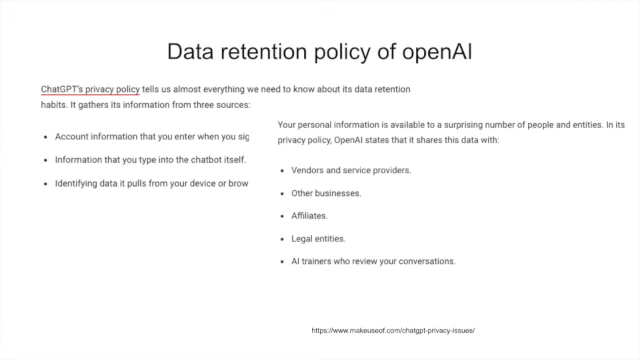 Data retention policy of openAI
ChatGPT's privacy policy tells us almost everything we need to know about its data retention
habits. It gathers its information from three sources:
• Account information that you enter when you sig
• Information that you type into the chatbot itself.
• Identifying data it pulls from your device or brow
Your personal information is available to a surprising number of people and entities. In its
privacy policy, OpenAI states that it shares this data with:
• Vendors and service providers.
• Other businesses.
• Affiliates.
• Legal entities.
• AI trainers who review your conversations.
https://www.makeuseof.com/chatgpt-privacy-issues/